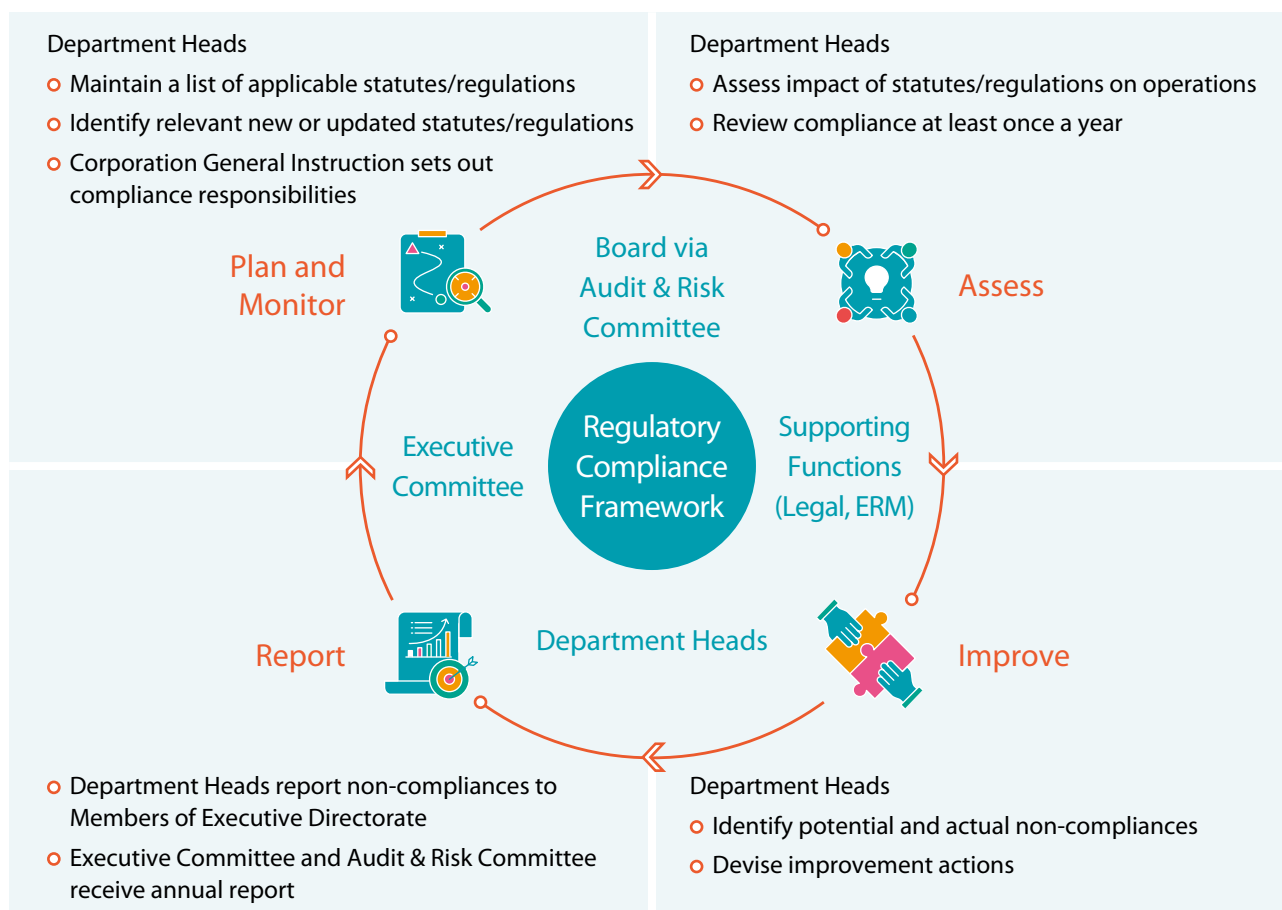 Department Heads
Maintain a list of applicable statutes/regulations
Identify relevant new or updated statutes/regulations
Corporation General Instruction sets out
compliance responsibilities
Department Heads
Assess impact of statutes/regulations on operations
Review compliance at least once a year
Plan and
Monitor
Board via
Audit & Risk
Committee
Assess
Executive
Committee
Regulatory
Compliance
Framework
Supporting
Functions
(Legal, ERM)
Report
Department Heads
Improve
Department Heads report non-compliances to
Members of Executive Directorate
Executive Committee and Audit & Risk Committee
receive annual report
Department Heads
Identify potential and actual non-compliances
Devise improvement actions